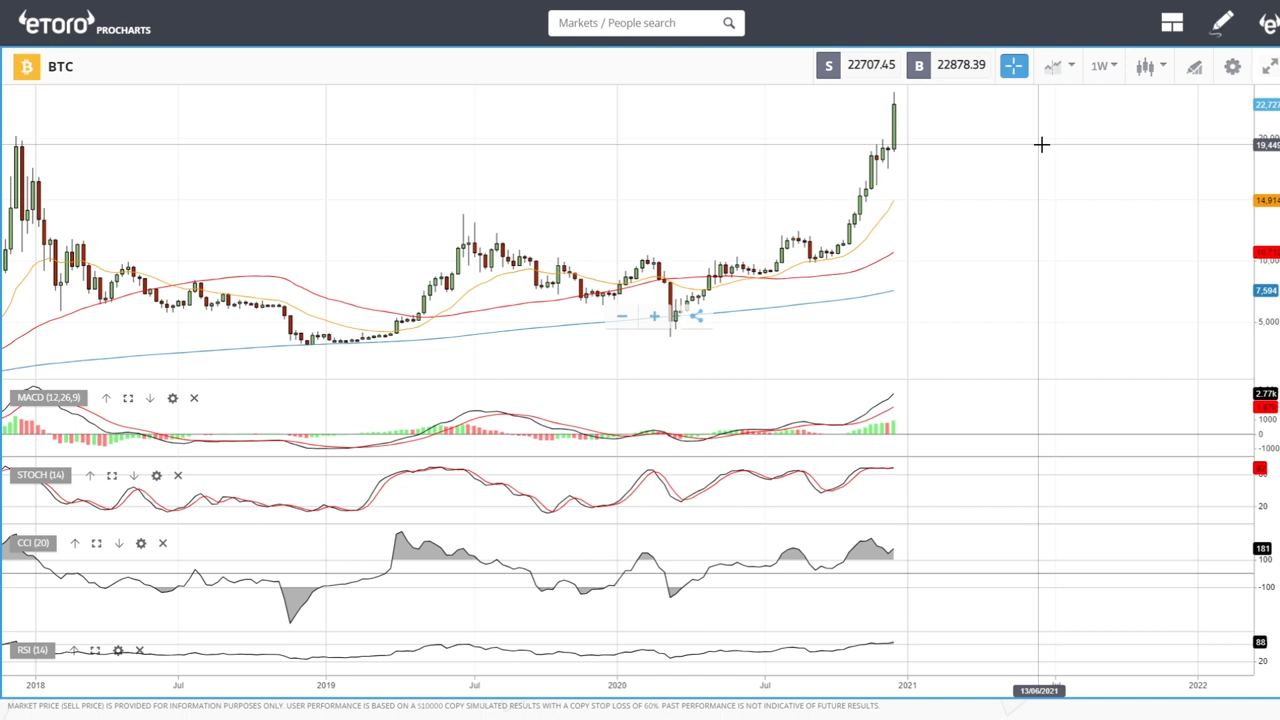 eTORO PROCHARTS
Markets / People search
BTC
S 22707.45 B 22878.39 1W
22,727
19,449
14,914
10,000
7,594
5,000
MACD (12,26,9)
2.77k
1000
0
-1000
STOCH (14)
80
20
CCI (20)
181
100
-100
RSI (14)
88
20
2018 Jul 2019 Jul 2020 Jul 2021 2022
13/06/2021
MARKET PRICE (SELL PRICE) IS PROVIDED FOR INFORMATION PURPOSES ONLY. USER PERFORMANCE IS BASED ON A $10000 COPY SIMULATED RESULTS WITH A COPY STOP LOSS OF 60%. PAST PERFORMANCE IS NOT INDICATIVE OF FUTURE RESULTS.